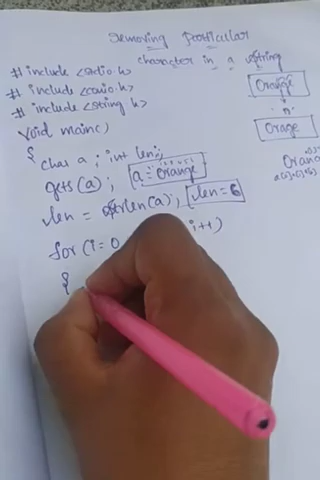 Removing Particular
character in a string
# include <stdio.h>
# include <conio.h>
# include <string.h>
void main()
{ char a; int len;
gets(a); a = orange
len = strlen(a); len = 6
for (i=0 i++)
{
Orange
'n'
Orage